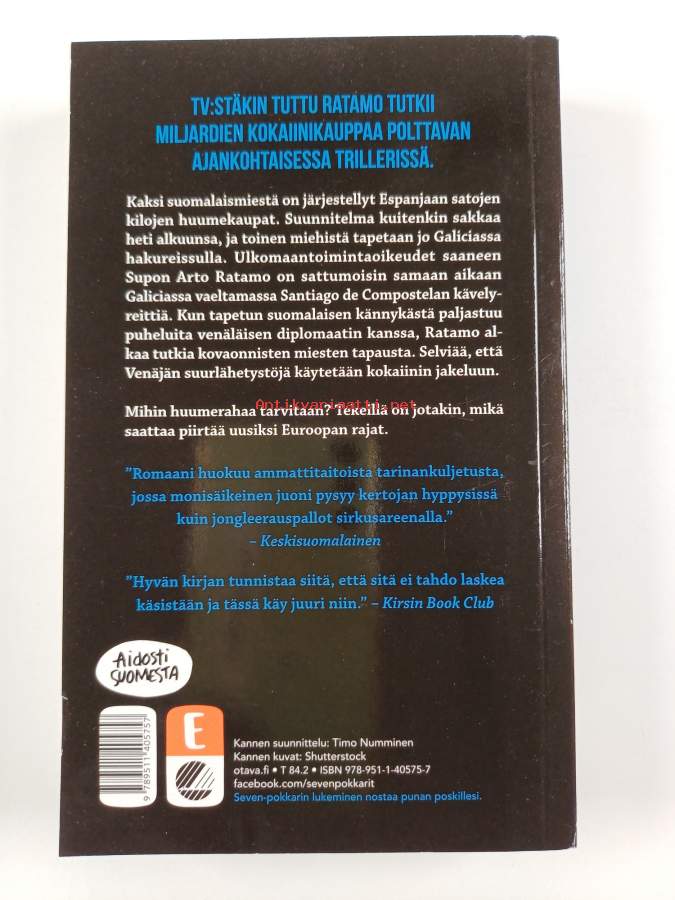 TV:STÄKIN TUTTU RATAMO TUTKII
MILJARDIEN KOKAIINIKAUPPAA POLTTAVAN
AJANKOHTAISESSA TRILLERISSÄ.
Kaksi suomalaismiestä on järjestellyt Espanjaan satojen
kilojen huumekaupat. Suunnitelma kuitenkin sakkaa
heti alkuunsa, ja toinen miehistä tapetaan jo Galiciassa
hakureissulla. Ulkomaantoimintaoikeudet saaneen
Supon Arto Ratamo on sattumoisin samaan aikaan
Galiciassa vaeltamassa Santiago de Compostelan kävely-
reittiä. Kun tapetun suomalaisen kännykästä paljastuu
puheluita venäläisen diplomaatin kanssa, Ratamo al-
kaa tutkia kovaonnisten miesten tapausta. Selviää, että
Venäjän suurlähetystöjä käytetään kokaiinin jakeluun.
Antikvariaatti.net
Mihin huumerahaa tarvitaan? Tekeillä on jotakin, mikä
saattaa piirtää uusiksi Euroopan rajat.
”Romaani huokuu ammattitaitoista tarinankuljetusta,
jossa monisäikeinen juoni pysyy kertojan hyppysissä
kuin jongleerauspallot sirkusareenalla.”
– Keskisuomalainen
”Hyvän kirjan tunnistaa siitä, että sitä ei tahdo laskea
käsistään ja tässä käy juuri niin.” – Kirsin Book Club
Aidosti
SUOMESTA
9 789511 405757
E
Kannen suunnittelu: Timo Numminen
Kannen kuvat: Shutterstock
otava.fi • T 84.2 • ISBN 978-951-1-40575-7
facebook.com/sevenpokkarit
Seven-pokkarin lukeminen nostaa punan poskillesi.